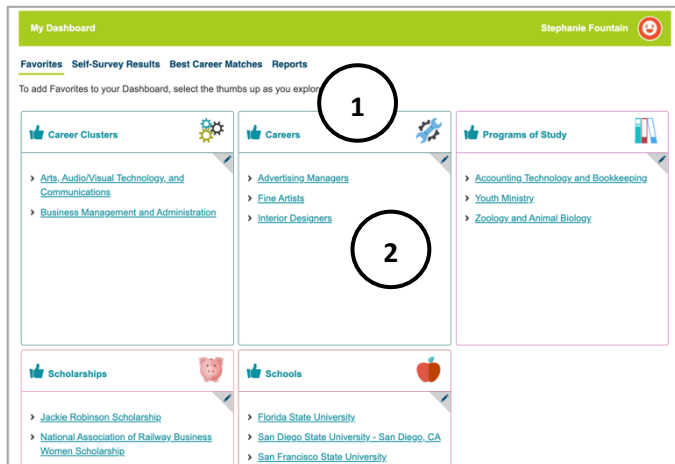 My Dashboard
Stephanie Fountain
Favorites Self-Survey Results Best Career Matches Reports
To add Favorites to your Dashboard, select the thumbs up as you explor
1
Career Clusters
Arts, Audio/Visual Technology, and
Communications
Business Management and Administration
Careers
Advertising Managers
Fine Artists
Interior Designers
2
Programs of Study
Accounting Technology and Bookkeeping
Youth Ministry
Zoology and Animal Biology
Scholarships
Jackie Robinson Scholarship
National Association of Railway Business
Women Scholarship
Schools
Florida State University
San Diego State University - San Diego, CA
San Francisco State University